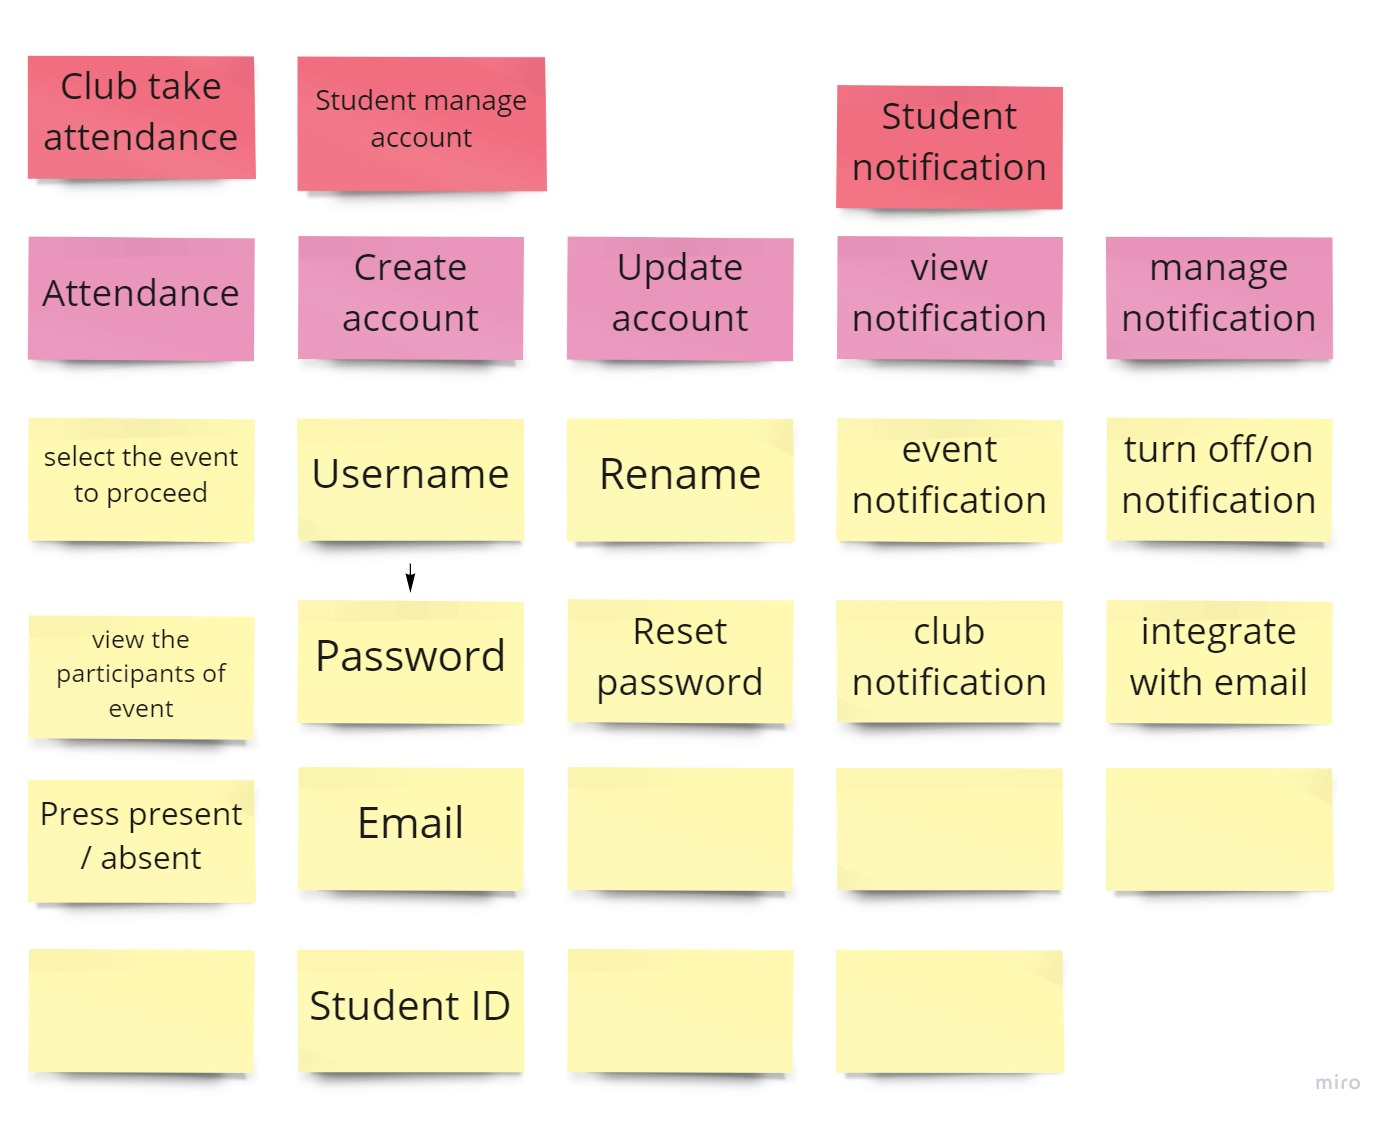 Club take
attendance
Student manage
account
Student
notification
Attendance
Create
account
Update
account
view
notification
manage
notification
select the event
to proceed
Username
Rename
event
notification
turn off/on
notification
view the
participants of
event
Password
Reset
password
club
notification
integrate
with email
Press present
/ absent
Email
Student ID
miro